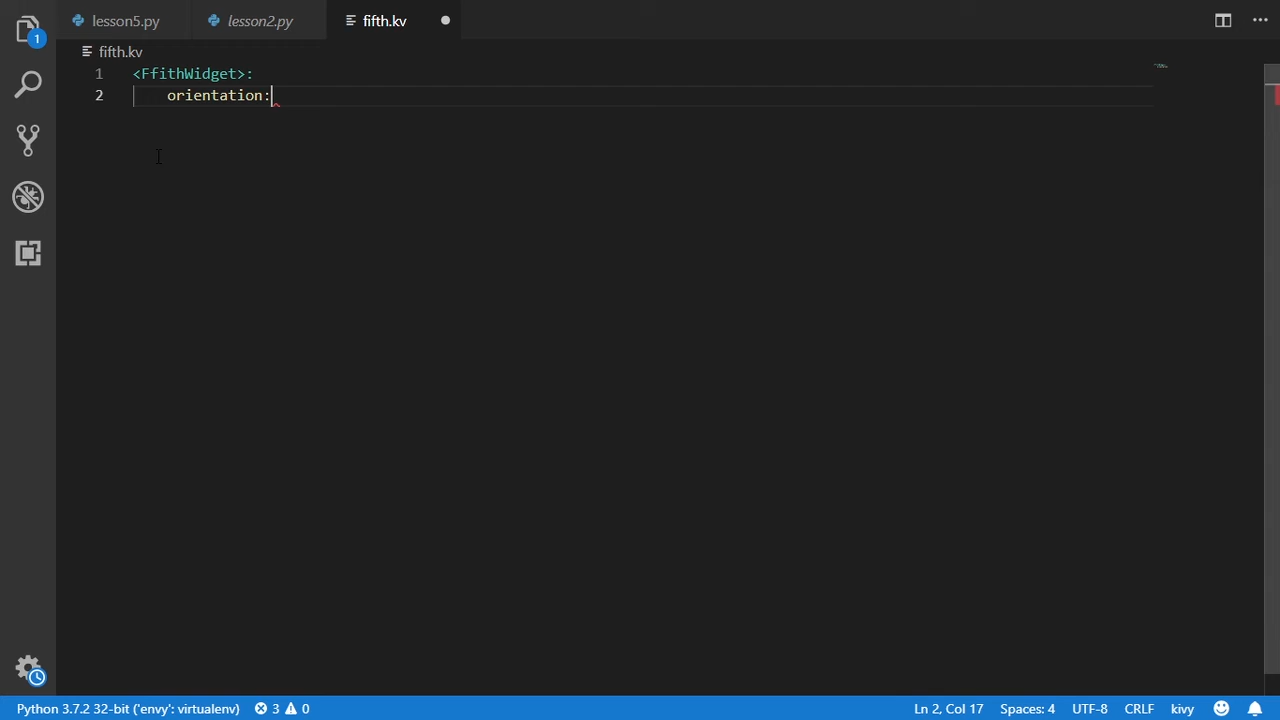 lesson5.py lesson2.py fifth.kv
1
fifth.kv
1 <FfithWidget>:
2 orientation:
Python 3.7.2 32-bit ('envy': virtualenv) 3 0 Ln 2, Col 17 Spaces: 4 UTF-8 CRLF kivy